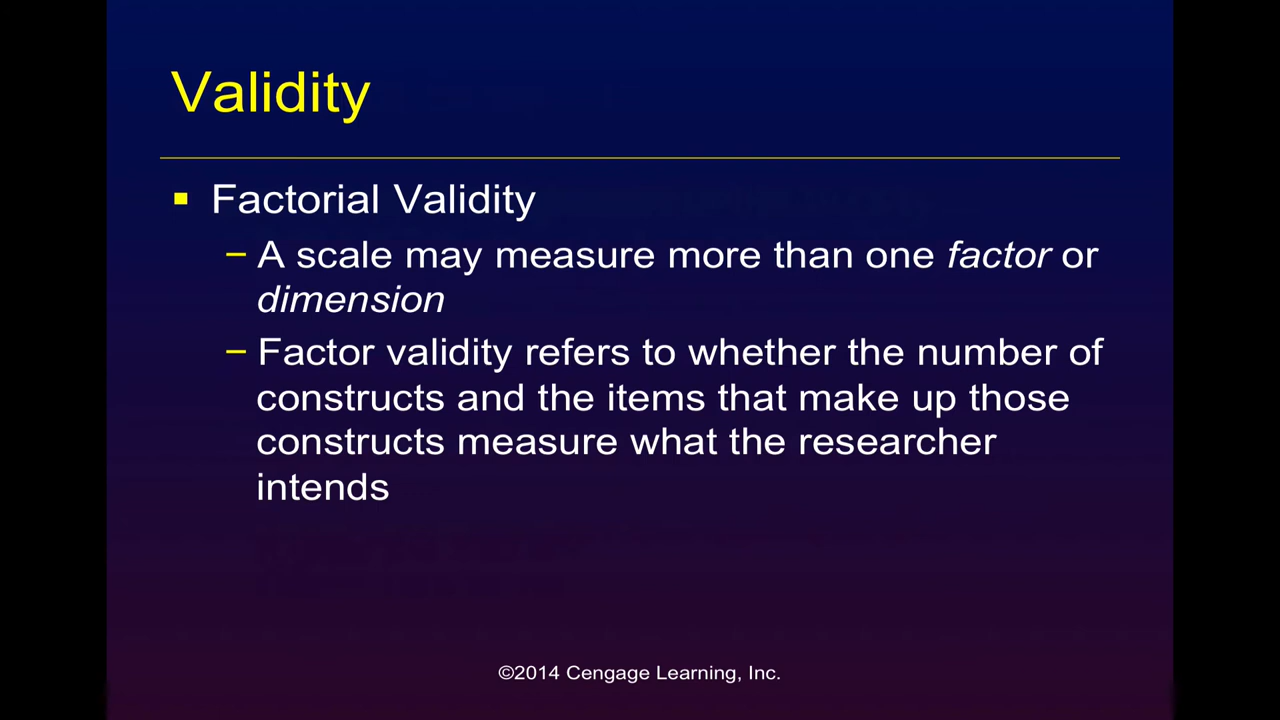 Validity
▪ Factorial Validity
– A scale may measure more than one factor or
dimension
– Factor validity refers to whether the number of
constructs and the items that make up those
constructs measure what the researcher
intends
©2014 Cengage Learning, Inc.